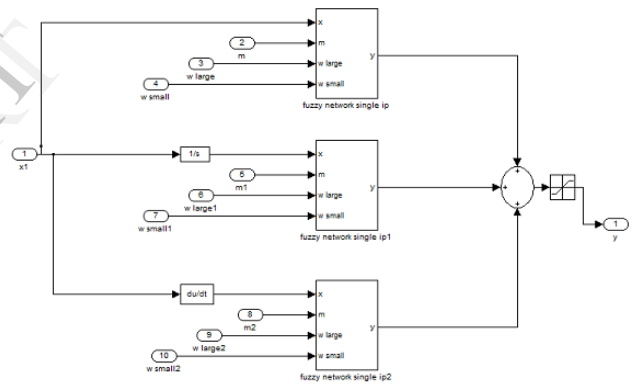 x
2
m
m
3
w large
w large
y
4
w small
w small
fuzzy network single ip
1
x1
1/s
x
5
m
m1
6
w large
w large1
y
7
w small
w small1
fuzzy network single ip1
1
y
du/dt
x
8
m
m2
9
w large
w large2
y
10
w small
w small2
fuzzy network single ip2